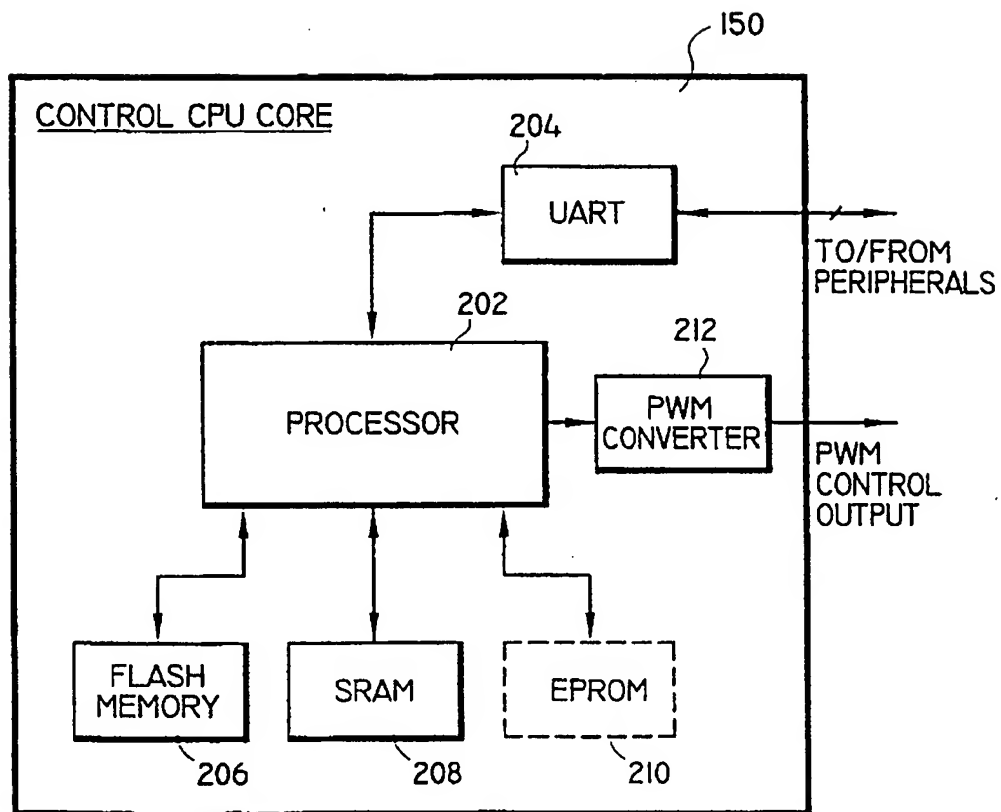 150
CONTROL CPU CORE
204
UART
TO/FROM
PERIPHERALS
202
PROCESSOR
212
PWM
CONVERTER
PWM
CONTROL
OUTPUT
FLASH
MEMORY
SRAM
EPROM
206
208
210